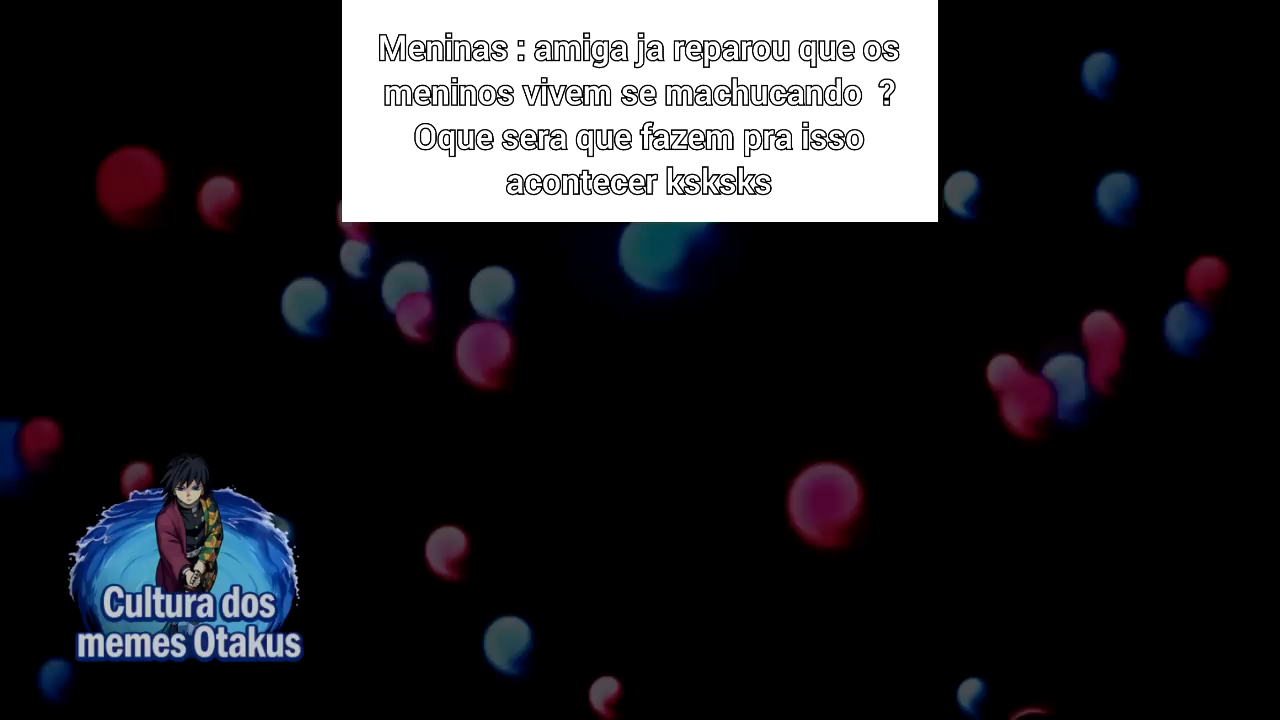 Meninas : amiga ja reparou que os
meninos vivem se machucando  ?
Oque sera que fazem pra isso
acontecer ksksks
Cultura dos
memes Otakus